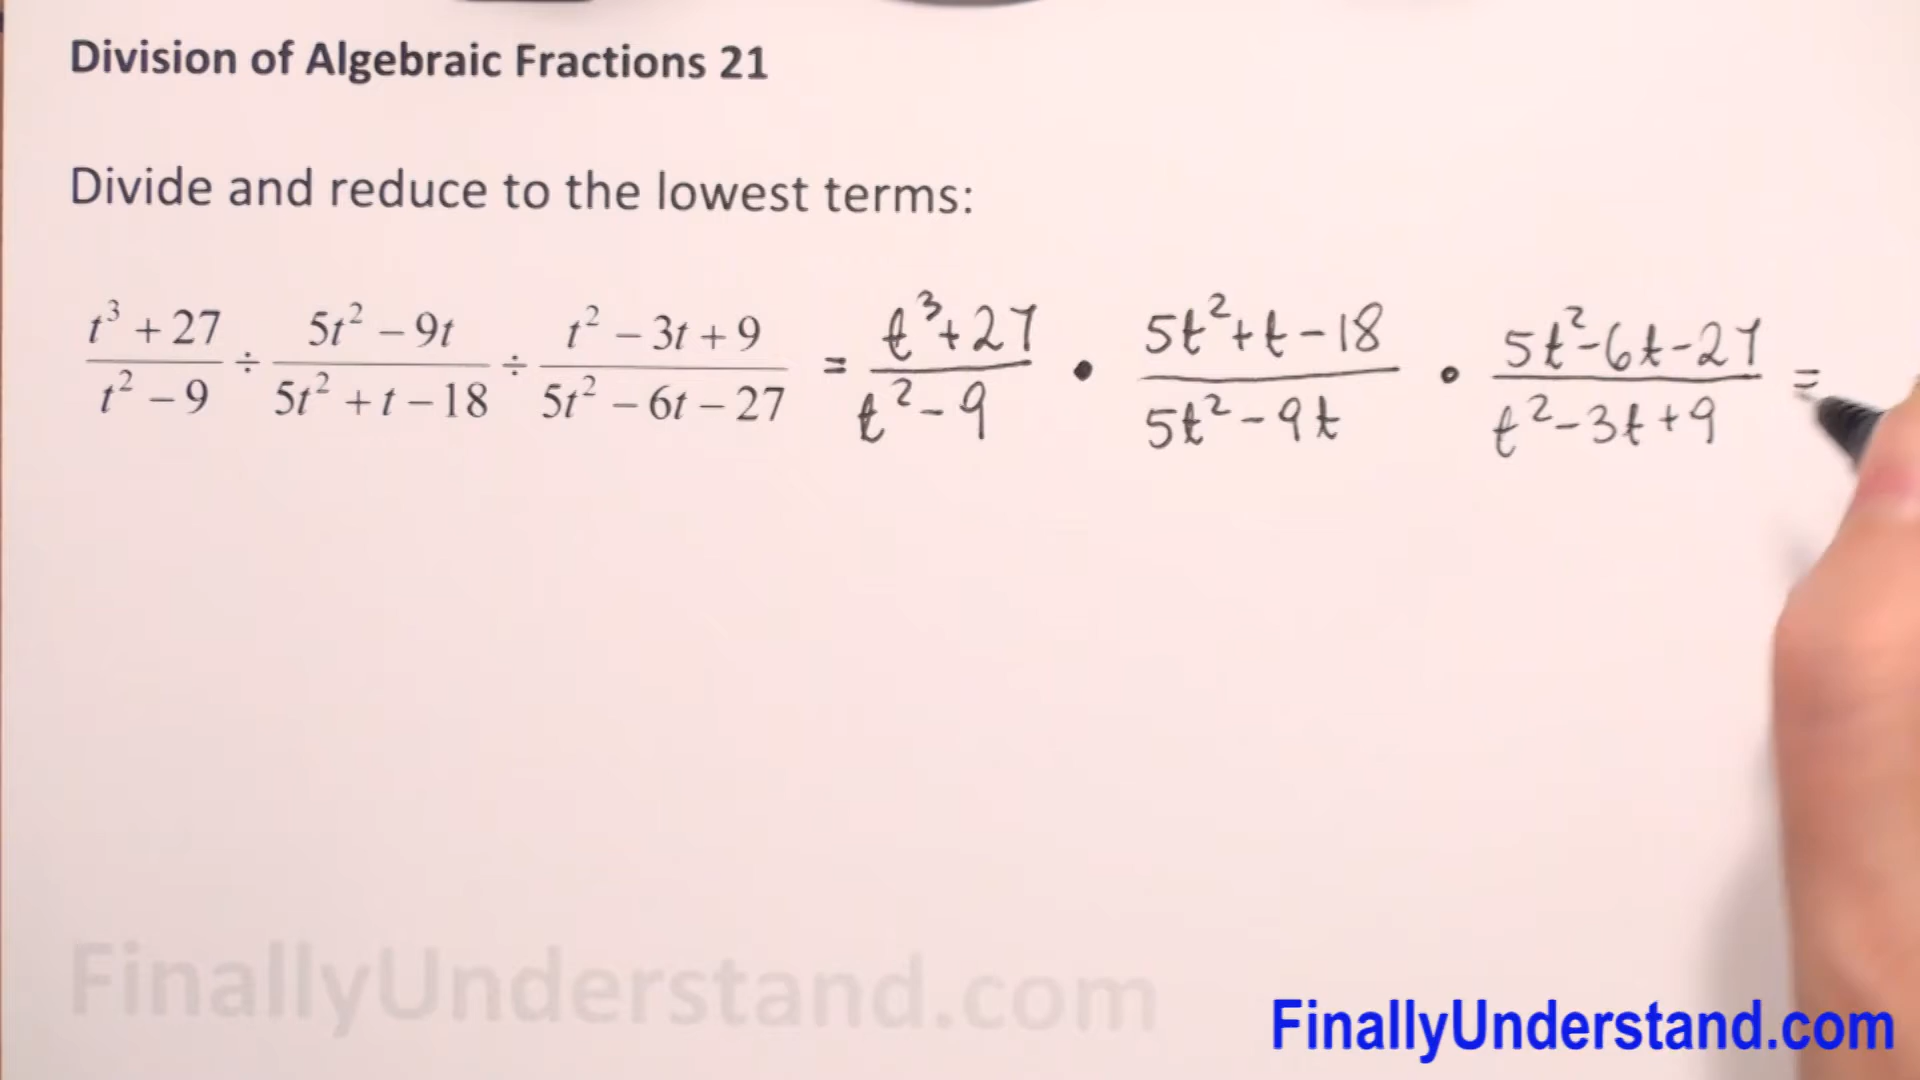 Division of Algebraic Fractions 21
Divide and reduce to the lowest terms:
t³ + 27 / t² − 9 ÷ 5t² − 9t / 5t² + t − 18 ÷ t² − 3t + 9 / 5t² − 6t − 27 = t³+27 / t²−9 • 5t²+t−18 / 5t²−9t • 5t²−6t−27 / t²−3t+9 =
FinallyUnderstand.com
FinallyUnderstand.com